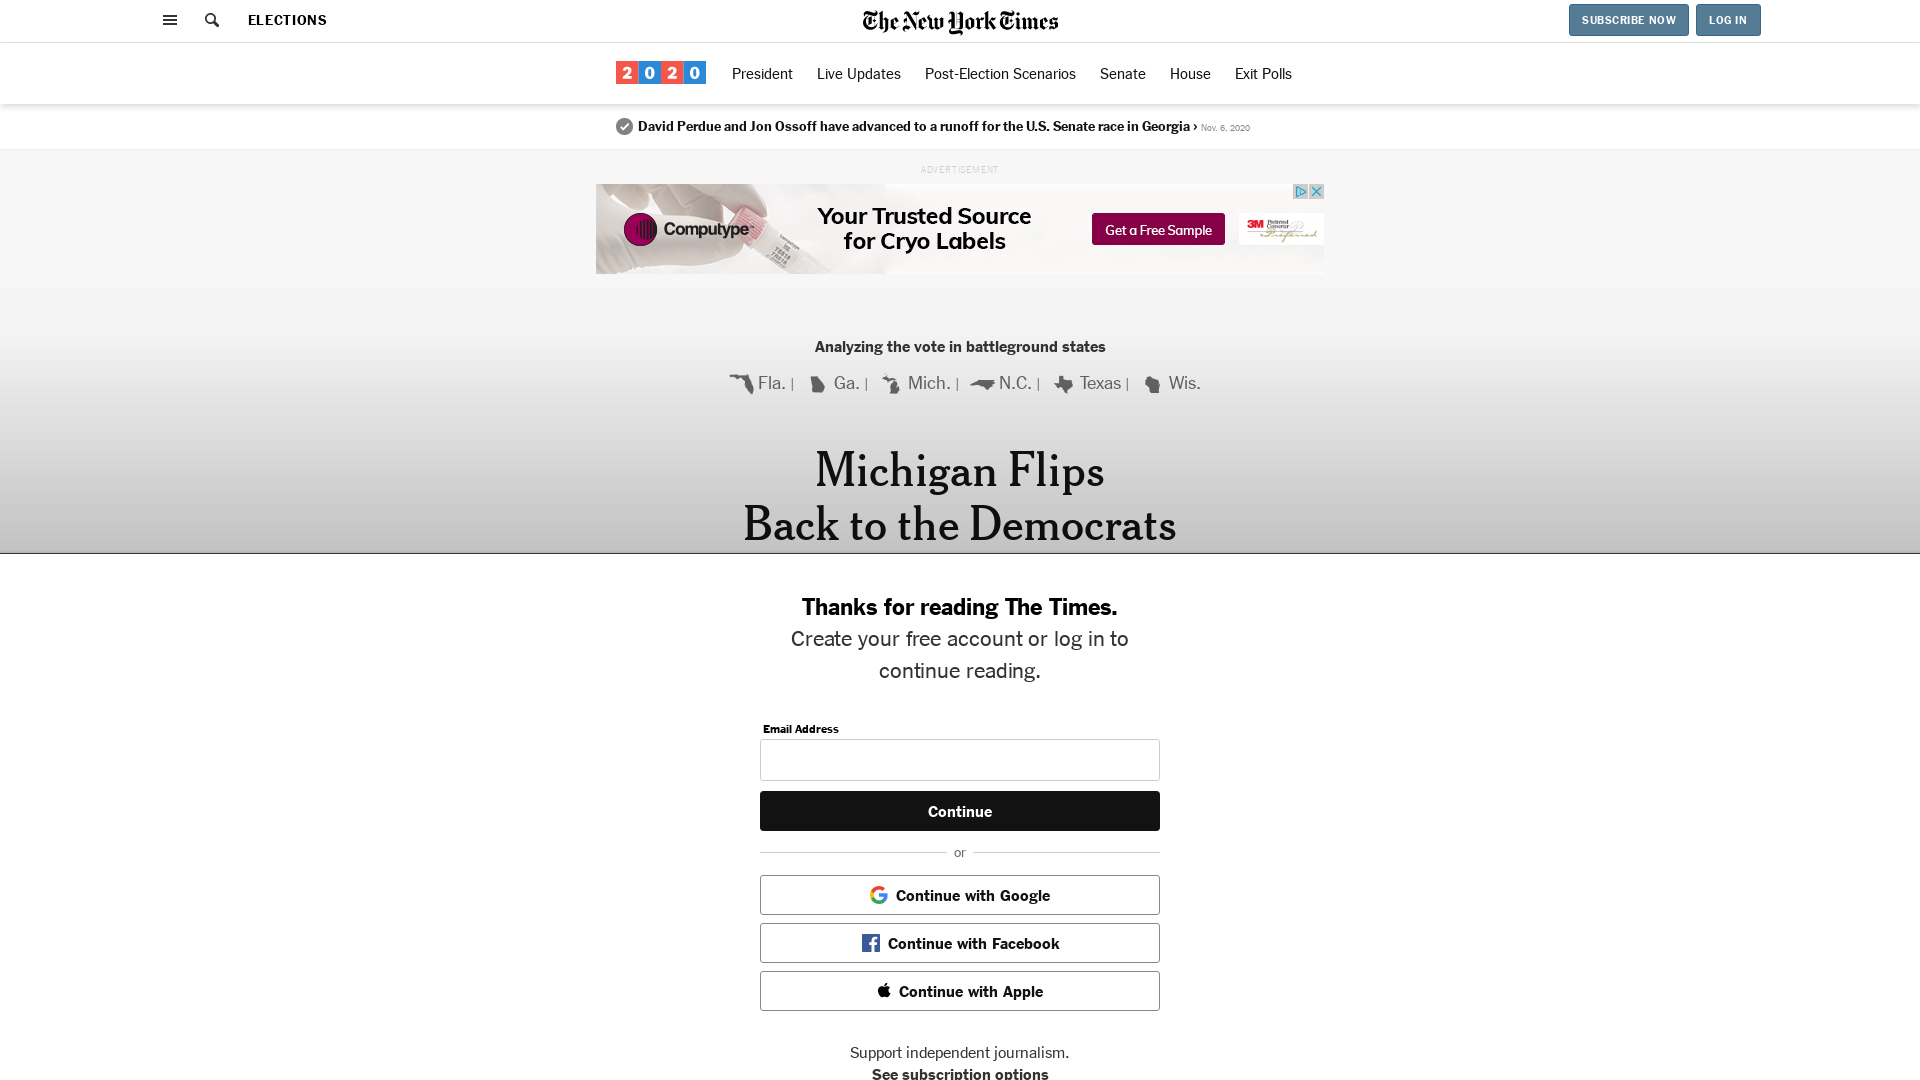 ELECTIONS
The New York Times
SUBSCRIBE NOW
LOG IN
2020
President
Live Updates
Post-Election Scenarios
Senate
House
Exit Polls
David Perdue and Jon Ossoff have advanced to a runoff for the U.S. Senate race in Georgia › Nov. 6, 2020
ADVERTISEMENT
Computype
Your Trusted Source
for Cryo Labels
Get a Free Sample
3M Preferred
Converter
Preferred
Analyzing the vote in battleground states
Fla. | Ga. | Mich. | N.C. | Texas | Wis.
Michigan Flips
Back to the Democrats
Thanks for reading The Times.
Create your free account or log in to
continue reading.
Email Address
Continue
or
Continue with Google
Continue with Facebook
Continue with Apple
Support independent journalism.
See subscription options